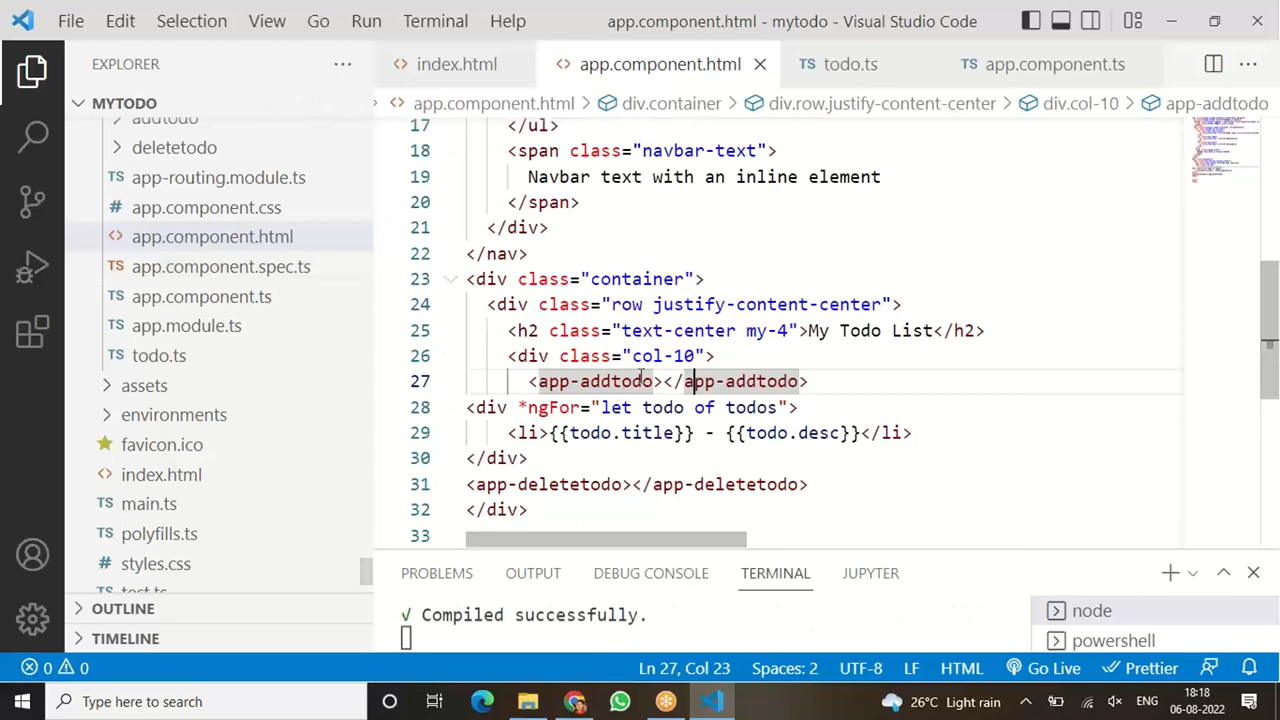 File Edit Selection View Go Run Terminal Help app.component.html - mytodo - Visual Studio Code
EXPLORER
index.html app.component.html todo.ts app.component.ts
MYTODO
app.component.html > div.container > div.row.justify-content-center > div.col-10 > app-addtodo
addtodo
deletetodo
app-routing.module.ts
app.component.css
app.component.html
app.component.spec.ts
app.component.ts
app.module.ts
todo.ts
assets
environments
favicon.ico
index.html
main.ts
polyfills.ts
styles.css
test.ts
OUTLINE
TIMELINE
17 </ul>
18 <span class="navbar-text">
19 Navbar text with an inline element
20 </span>
21 </div>
22 </nav>
23 <div class="container">
24 <div class="row justify-content-center">
25 <h2 class="text-center my-4">My Todo List</h2>
26 <div class="col-10">
27 <app-addtodo></app-addtodo>
28 <div *ngFor="let todo of todos">
29 <li>{{todo.title}} - {{todo.desc}}</li>
30 </div>
31 <app-deletetodo></app-deletetodo>
32 </div>
33
PROBLEMS OUTPUT DEBUG CONSOLE TERMINAL JUPYTER
√ Compiled successfully.
node
powershell
0 0 Ln 27, Col 23 Spaces: 2 UTF-8 LF HTML Go Live Prettier
Type here to search
26°C Light rain
ENG
18:18
06-08-2022